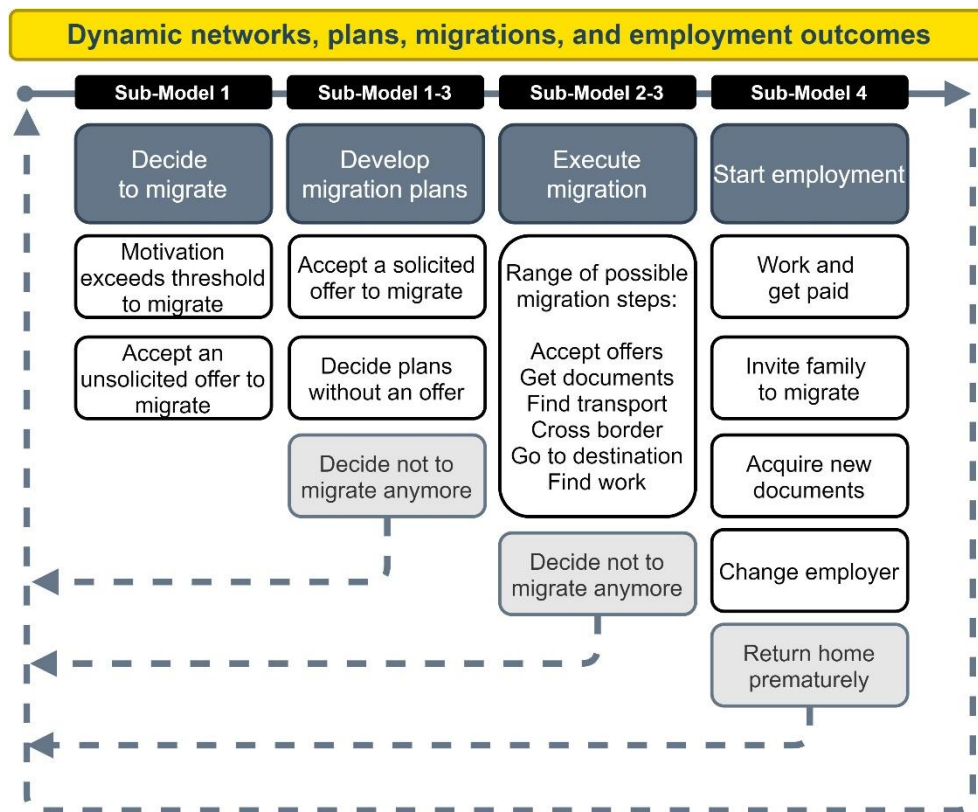 Dynamic networks, plans, migrations, and employment outcomes
Sub-Model 1
Sub-Model 1-3
Sub-Model 2-3
Sub-Model 4
Decide
to migrate
Develop
migration plans
Execute
migration
Start employment
Motivation
exceeds threshold
to migrate
Accept an
unsolicited offer to
migrate
Accept a solicited
offer to migrate
Decide plans
without an offer
Decide not to
migrate anymore
Range of possible
migration steps:
Accept offers
Get documents
Find transport
Cross border
Go to destination
Find work
Decide not to
migrate anymore
Work and
get paid
Invite family
to migrate
Acquire new
documents
Change employer
Return home
prematurely